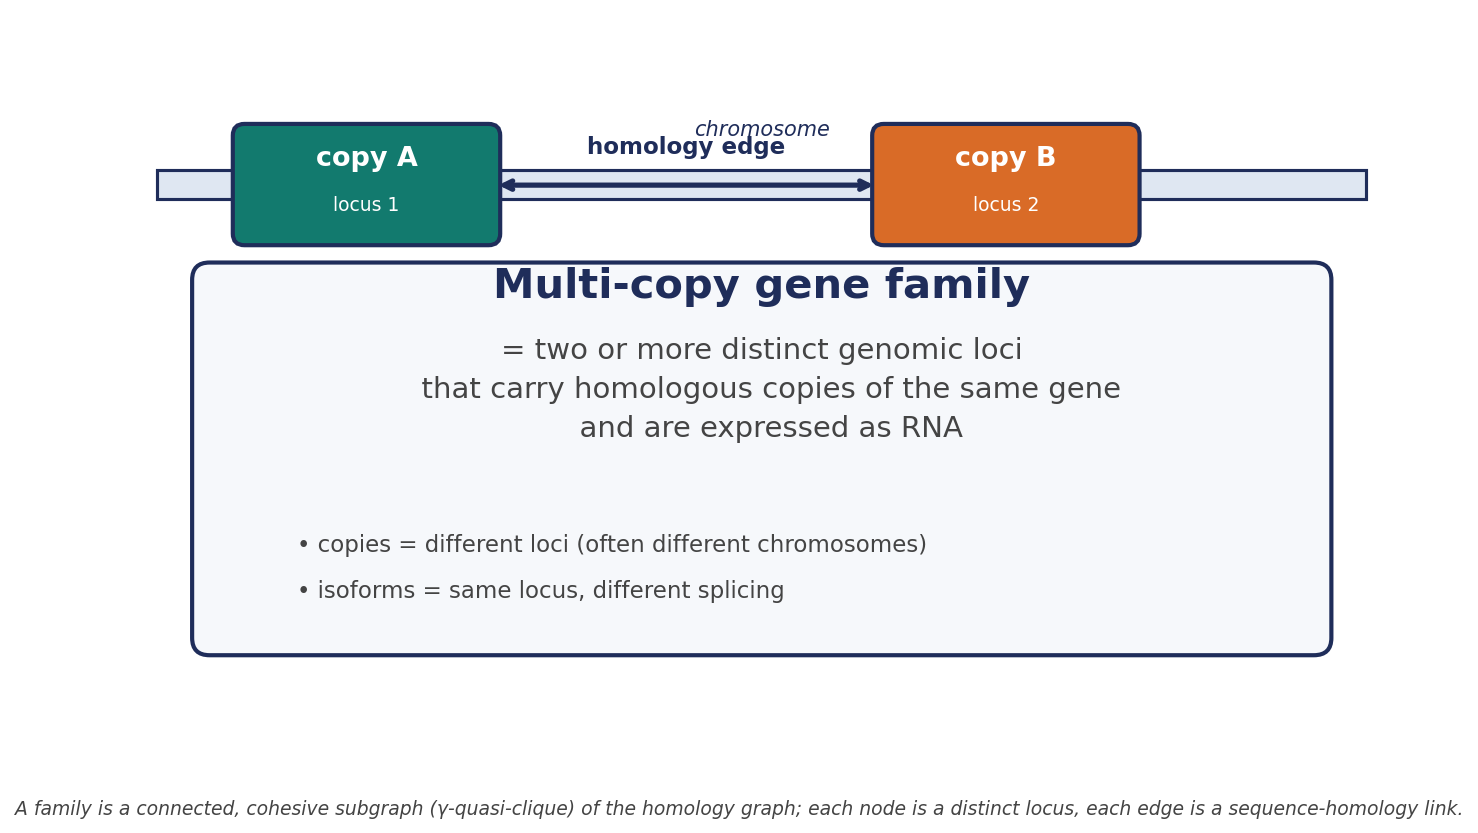 chromosome
homology edge
copy A
copy B
locus 1
locus 2
Multi-copy gene family
= two or more distinct genomic loci
that carry homologous copies of the same gene
and are expressed as RNA
• copies = different loci (often different chromosomes)
• isoforms = same locus, different splicing
A family is a connected, cohesive subgraph (γ-quasi-clique) of the homology graph; each node is a distinct locus, each edge is a sequence-homology link.